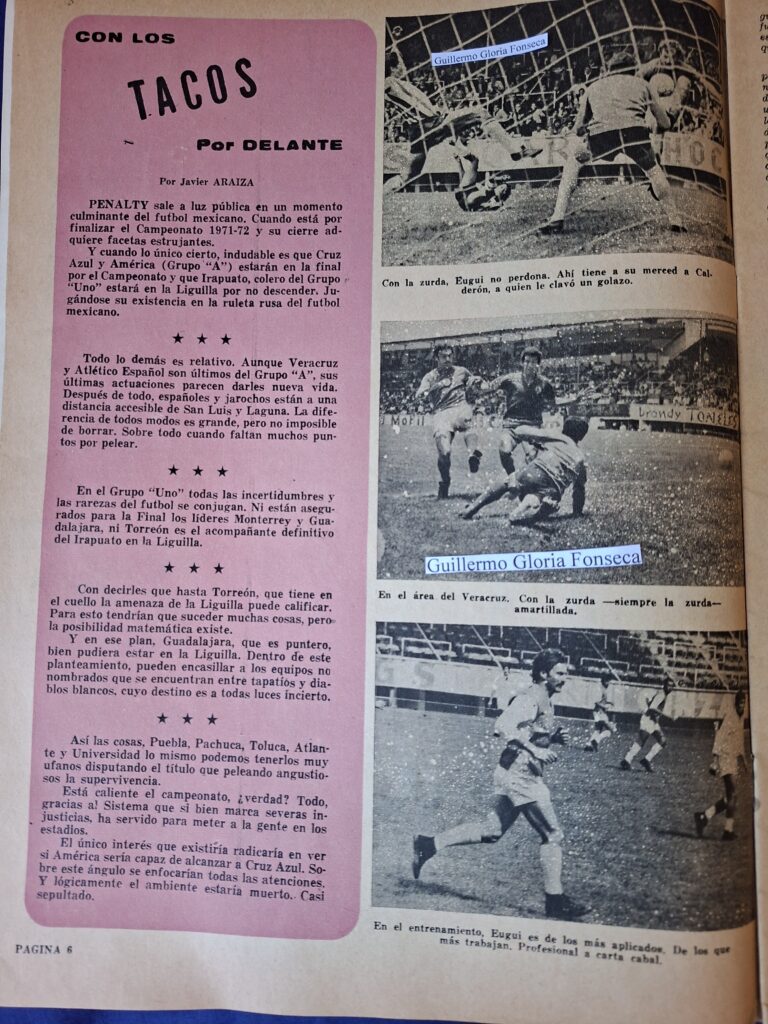 CON LOS
TACOS
Por DELANTE
Por Javier ARAIZA
PENALTY sale a luz pública en un momento
culminante del futbol mexicano. Cuando está por
finalizar el Campeonato 1971-72 y su cierre ad-
quiere facetas estrujantes.
Y cuando lo único cierto, indudable es que Cruz
Azul y América (Grupo "A") estarán en la final
por el Campeonato y que Irapuato, colero del Grupo
"Uno" estará en la Liguilla por no descender. Ju-
gándose su existencia en la ruleta rusa del futbol
mexicano.
★ ★ ★
Todo lo demás es relativo. Aunque Veracruz
y Atlético Español son últimos del Grupo "A", sus
últimas actuaciones parecen darles nueva vida.
Después de todo, españoles y jarochos están a una
distancia accesible de San Luis y Laguna. La dife-
rencia de todos modos es grande, pero no imposible
de borrar. Sobre todo cuando faltan muchos pun-
tos por pelear.
★ ★ ★
En el Grupo "Uno" todas las incertidumbres y
las rarezas del futbol se conjugan. Ni están asegu-
rados para la Final los líderes Monterrey y Gua-
dalajara, ni Torreón es el acompañante definitivo
del Irapuato en la Liguilla.
★ ★ ★
Con decirles que hasta Torreón, que tiene en
el cuello la amenaza de la Liguilla puede calificar.
Para esto tendrían que suceder muchas cosas, pero
la posibilidad matemática existe.
Y en ese plan, Guadalajara, que es puntero,
bien pudiera estar en la Liguilla. Dentro de este
planteamiento, pueden encasillar a los equipos no
nombrados que se encuentran entre tapatíos y dia-
blos blancos, cuyo destino es a todas luces incierto.
★ ★ ★
Así las cosas, Puebla, Pachuca, Toluca, Atlan-
te y Universidad lo mismo podemos tenerlos muy
ufanos disputando el título que peleando angustio-
sos la supervivencia.
Está caliente el campeonato, ¿verdad? Todo,
gracias al Sistema que si bien marca severas in-
justicias, ha servido para meter a la gente en los
estadios.
El único interés que existiría radicaría en ver
si América sería capaz de alcanzar a Cruz Azul. So-
bre este ángulo se enfocarían todas las atenciones.
Y lógicamente el ambiente estaría muerto. Casi
sepultado.
PAGINA 6
Guillermo Gloria Fonseca
Con la zurda, Eugui no perdona. Ahí tiene a su merced a Cal-
derón, a quien le clavó un golazo.
Brandy TONELES
Guillermo Gloria Fonseca
En el área del Veracruz. Con la zurda —siempre la zurda—
amartillada.
En el entrenamiento, Eugui es de los más aplicados. De los que
más trabajan. Profesional a carta cabal.